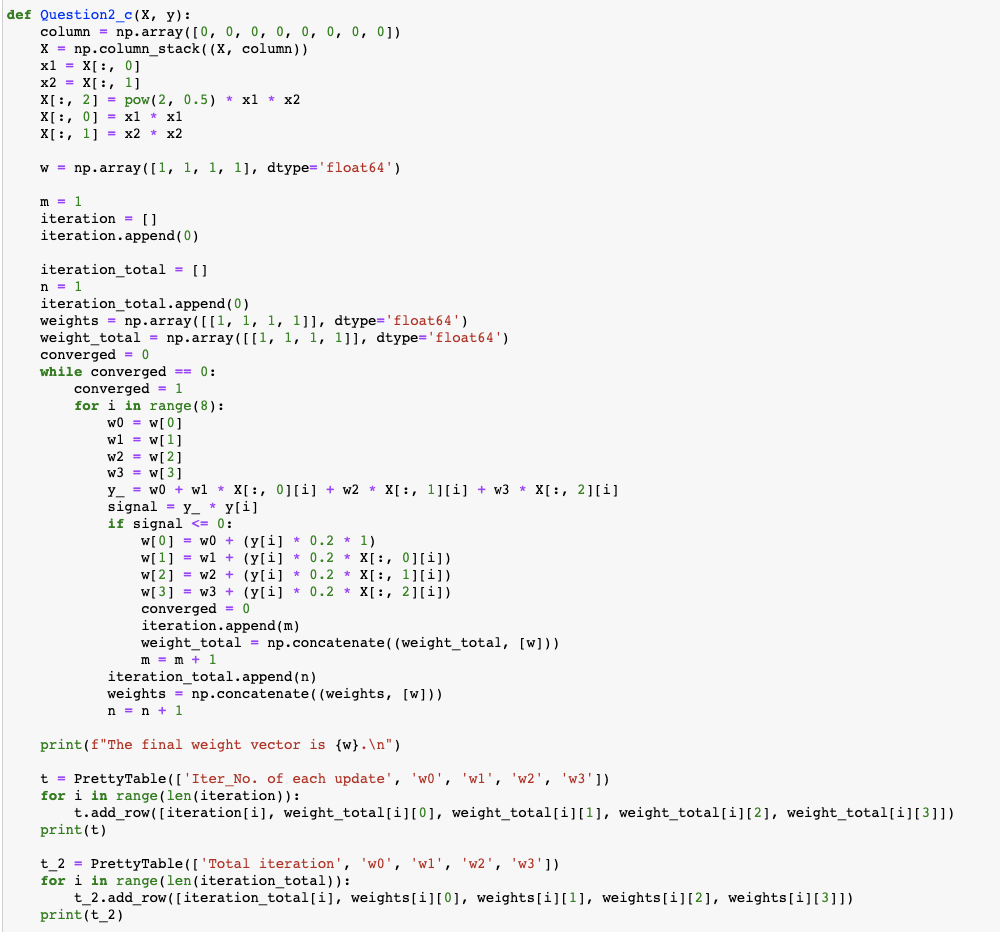 def Question2_c(X, y):
    column = np.array([0, 0, 0, 0, 0, 0, 0, 0])
    X = np.column_stack((X, column))
    x1 = X[:, 0]
    x2 = X[:, 1]
    X[:, 2] = pow(2, 0.5) * x1 * x2
    X[:, 0] = x1 * x1
    X[:, 1] = x2 * x2

    w = np.array([1, 1, 1, 1], dtype='float64')

    m = 1
    iteration = []
    iteration.append(0)

    iteration_total = []
    n = 1
    iteration_total.append(0)
    weights = np.array([[1, 1, 1, 1]], dtype='float64')
    weight_total = np.array([[1, 1, 1, 1]], dtype='float64')
    converged = 0
    while converged == 0:
        converged = 1
        for i in range(8):
            w0 = w[0]
            w1 = w[1]
            w2 = w[2]
            w3 = w[3]
            y_ = w0 + w1 * X[:, 0][i] + w2 * X[:, 1][i] + w3 * X[:, 2][i]
            signal = y_ * y[i]
            if signal <= 0:
                w[0] = w0 + (y[i] * 0.2 * 1)
                w[1] = w1 + (y[i] * 0.2 * X[:, 0][i])
                w[2] = w2 + (y[i] * 0.2 * X[:, 1][i])
                w[3] = w3 + (y[i] * 0.2 * X[:, 2][i])
                converged = 0
                iteration.append(m)
                weight_total = np.concatenate((weight_total, [w]))
                m = m + 1
            iteration_total.append(n)
            weights = np.concatenate((weights, [w]))
            n = n + 1

    print(f"The final weight vector is {w}.\n")

    t = PrettyTable(['Iter_No. of each update', 'w0', 'w1', 'w2', 'w3'])
    for i in range(len(iteration)):
        t.add_row([iteration[i], weight_total[i][0], weight_total[i][1], weight_total[i][2], weight_total[i][3]])
    print(t)

    t_2 = PrettyTable(['Total iteration', 'w0', 'w1', 'w2', 'w3'])
    for i in range(len(iteration_total)):
        t_2.add_row([iteration_total[i], weights[i][0], weights[i][1], weights[i][2], weights[i][3]])
    print(t_2)